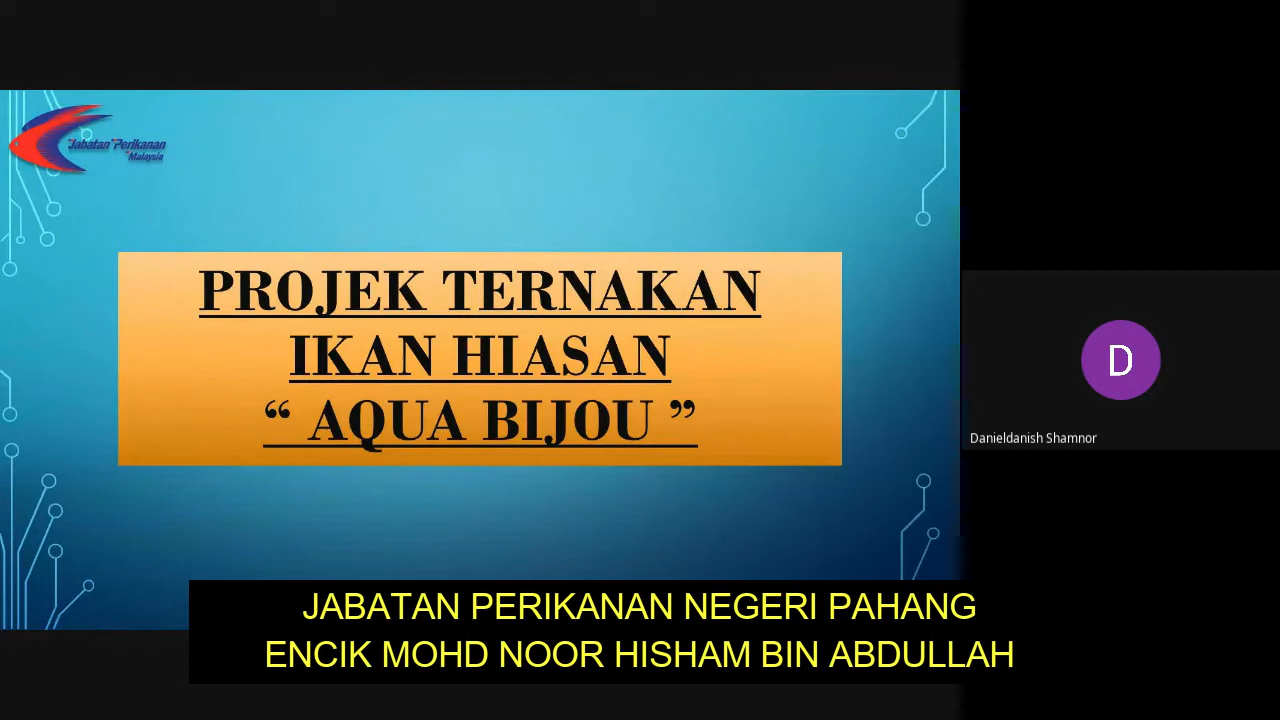 Jabatan Perikanan
Malaysia
PROJEK TERNAKAN
IKAN HIASAN
“ AQUA BIJOU ”
D
Danieldanish Shamnor
JABATAN PERIKANAN NEGERI PAHANG
ENCIK MOHD NOOR HISHAM BIN ABDULLAH